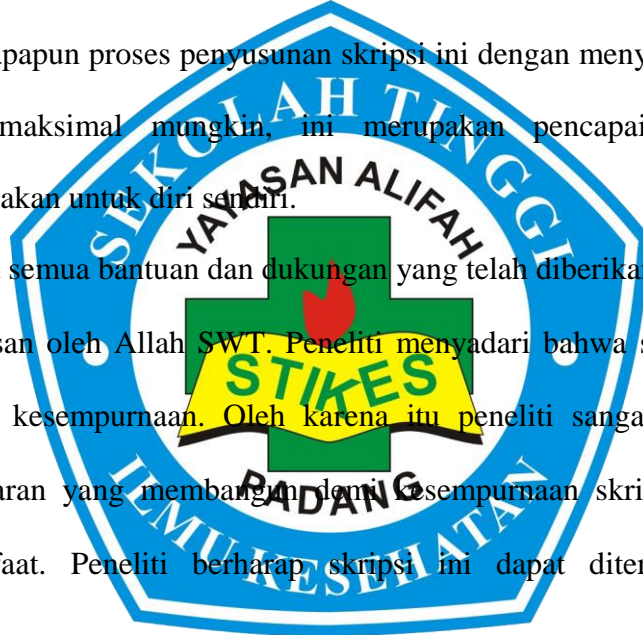 apapun proses penyusunan skripsi ini dengan meny
maksimal mungkin, ini merupakan pencapai
akan untuk diri sendiri.
semua bantuan dan dukungan yang telah diberika
san oleh Allah SWT. Peneliti menyadari bahwa s
kesempurnaan. Oleh karena itu peneliti sanga
aran yang membangun demi kesempurnaan skri
faat. Peneliti berharap skripsi ini dapat diter
SEKOLAH TINGGI
YAYASAN ALIFAH
STIKES
PADANG
ILMU KESEHATAN